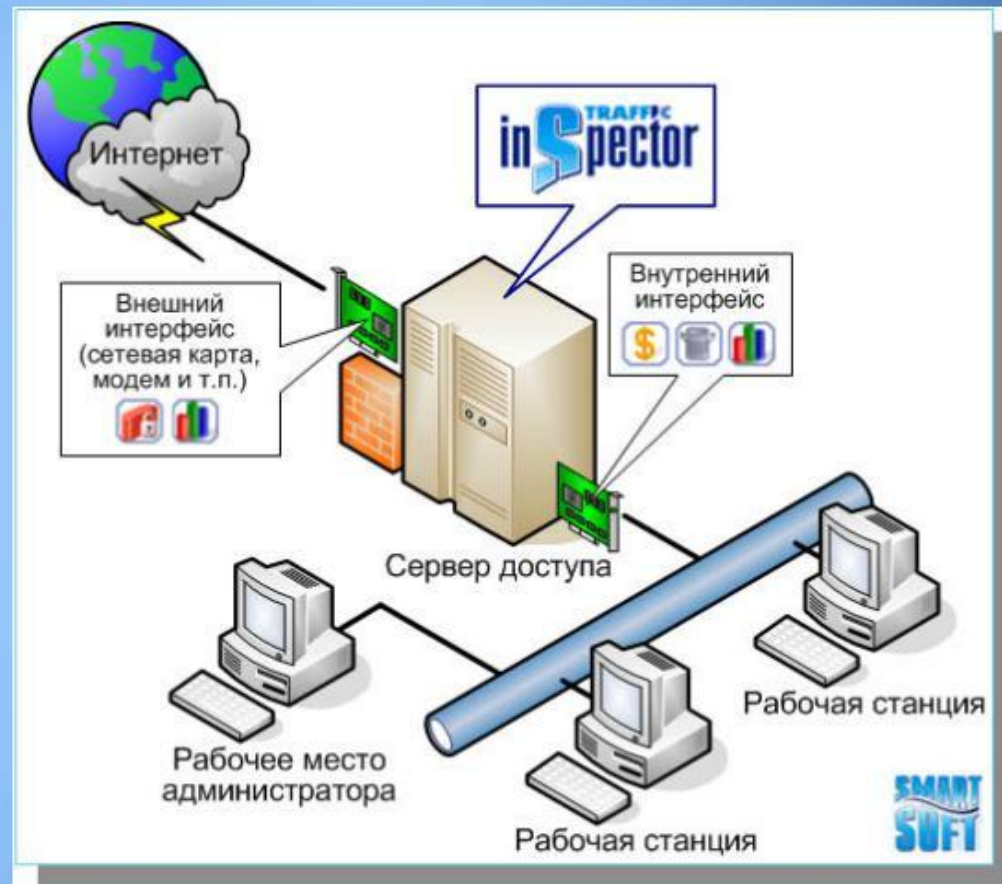 Интернет
TRAFFIC
inSpector
Внешний
интерфейс
(сетевая карта,
модем и т.п.)
Внутренний
интерфейс
$
Сервер доступа
Рабочая станция
Рабочее место
администратора
Рабочая станция
SMART
SOFT